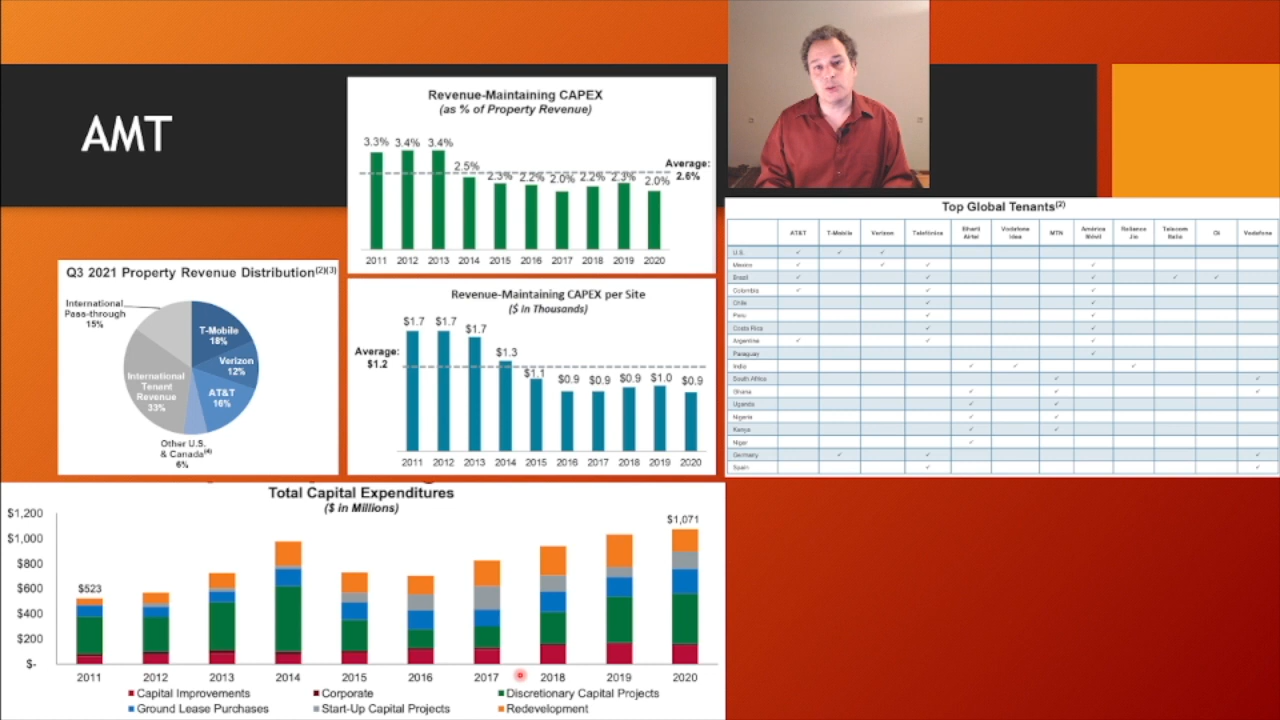 AMT
Revenue-Maintaining CAPEX
(as % of Property Revenue)
3.3% 3.4% 3.4% 2.5% 2.3% 2.2% 2.0% 2.2% 2.3% 2.0%
Average:
2.6%
2011 2012 2013 2014 2015 2016 2017 2018 2019 2020
Q3 2021 Property Revenue Distribution(2)(3)
International
Pass-through
15%
T-Mobile
18%
Verizon
12%
AT&T
16%
International
Tenant
Revenue
33%
Other U.S.
& Canada(4)
6%
Revenue-Maintaining CAPEX per Site
($ in Thousands)
$1.7 $1.7 $1.7 $1.3 $1.1 $0.9 $0.9 $0.9 $1.0 $0.9
Average:
$1.2
2011 2012 2013 2014 2015 2016 2017 2018 2019 2020
Top Global Tenants(2)
AT&T T-Mobile Verizon Telefónica Bharti Airtel Vodafone Idea MTN América Móvil Reliance Jio Telecom Italia Oi Vodafone
U.S. ✓ ✓ ✓
Mexico ✓ ✓ ✓ ✓
Brazil ✓ ✓ ✓ ✓ ✓
Colombia ✓ ✓ ✓
Chile ✓ ✓
Peru ✓ ✓
Costa Rica ✓ ✓
Argentina ✓ ✓ ✓
Paraguay ✓
India ✓ ✓ ✓
South Africa ✓ ✓
Ghana ✓ ✓ ✓
Uganda ✓ ✓
Nigeria ✓ ✓
Kenya ✓ ✓
Niger ✓
Germany ✓ ✓ ✓
Spain ✓ ✓
Total Capital Expenditures
($ in Millions)
$1,200
$1,000
$800
$600
$400
$200
$-
$523
$1,071
2011 2012 2013 2014 2015 2016 2017 2018 2019 2020
Capital Improvements Corporate Discretionary Capital Projects
Ground Lease Purchases Start-Up Capital Projects Redevelopment